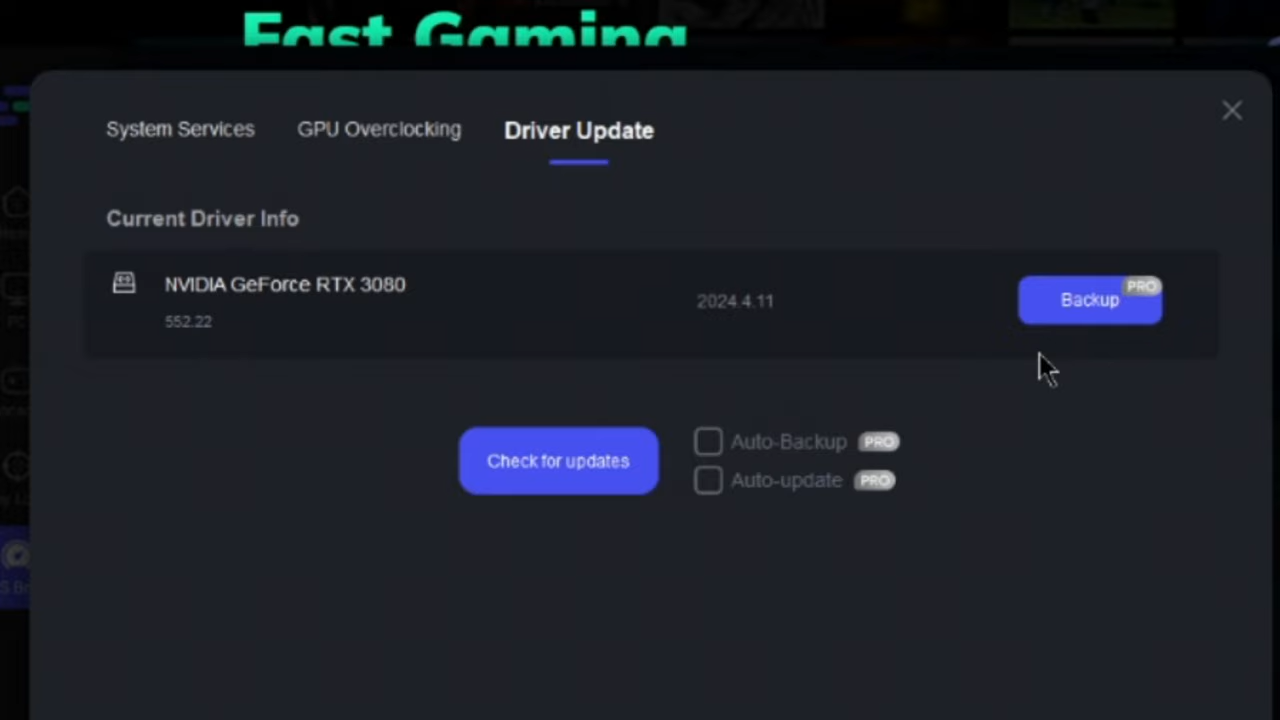 Fast Gaming
System Services GPU Overclocking Driver Update
Current Driver Info
NVIDIA GeForce RTX 3080
552.22
2024.4.11
Backup PRO
Check for updates
Auto-Backup PRO
Auto-update PRO